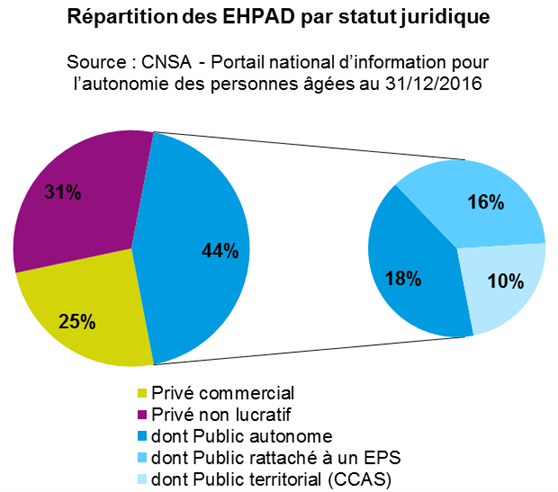 Répartition des EHPAD par statut juridique
Source : CNSA - Portail national d’information pour
l’autonomie des personnes âgées au 31/12/2016
31%
44%
25%
16%
18%
10%
Privé commercial
Privé non lucratif
dont Public autonome
dont Public rattaché à un EPS
dont Public territorial (CCAS)